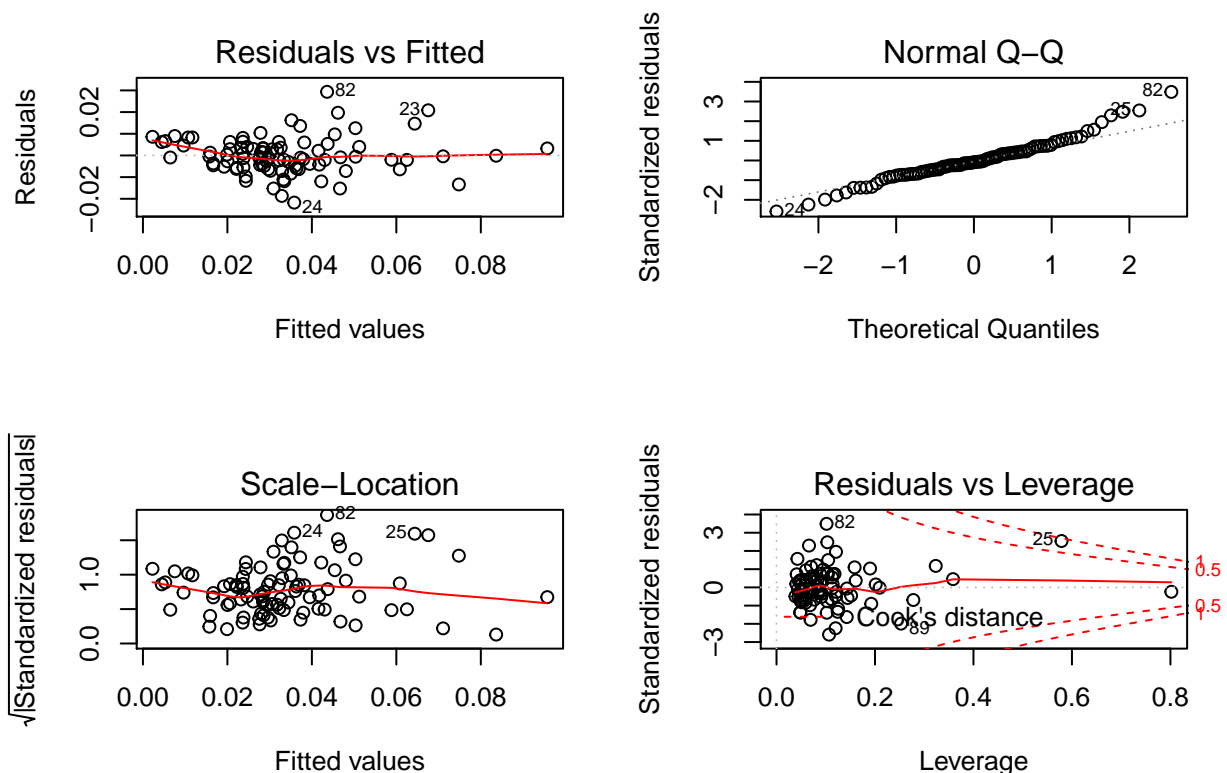 Residuals vs Fitted
Residuals
−0.02
0.02
82
23
24
0.00 0.02 0.04 0.06 0.08
Fitted values
Normal Q−Q
Standardized residuals
−2
1
3
82
25
24
−2 −1 0 1 2
Theoretical Quantiles
Scale−Location
√|Standardized residuals|
0.0
1.0
82
24
25
0.00 0.02 0.04 0.06 0.08
Fitted values
Residuals vs Leverage
Standardized residuals
−3
0
3
82
25
89
Cook's distance
1
0.5
0.5
1
0.0 0.2 0.4 0.6 0.8
Leverage